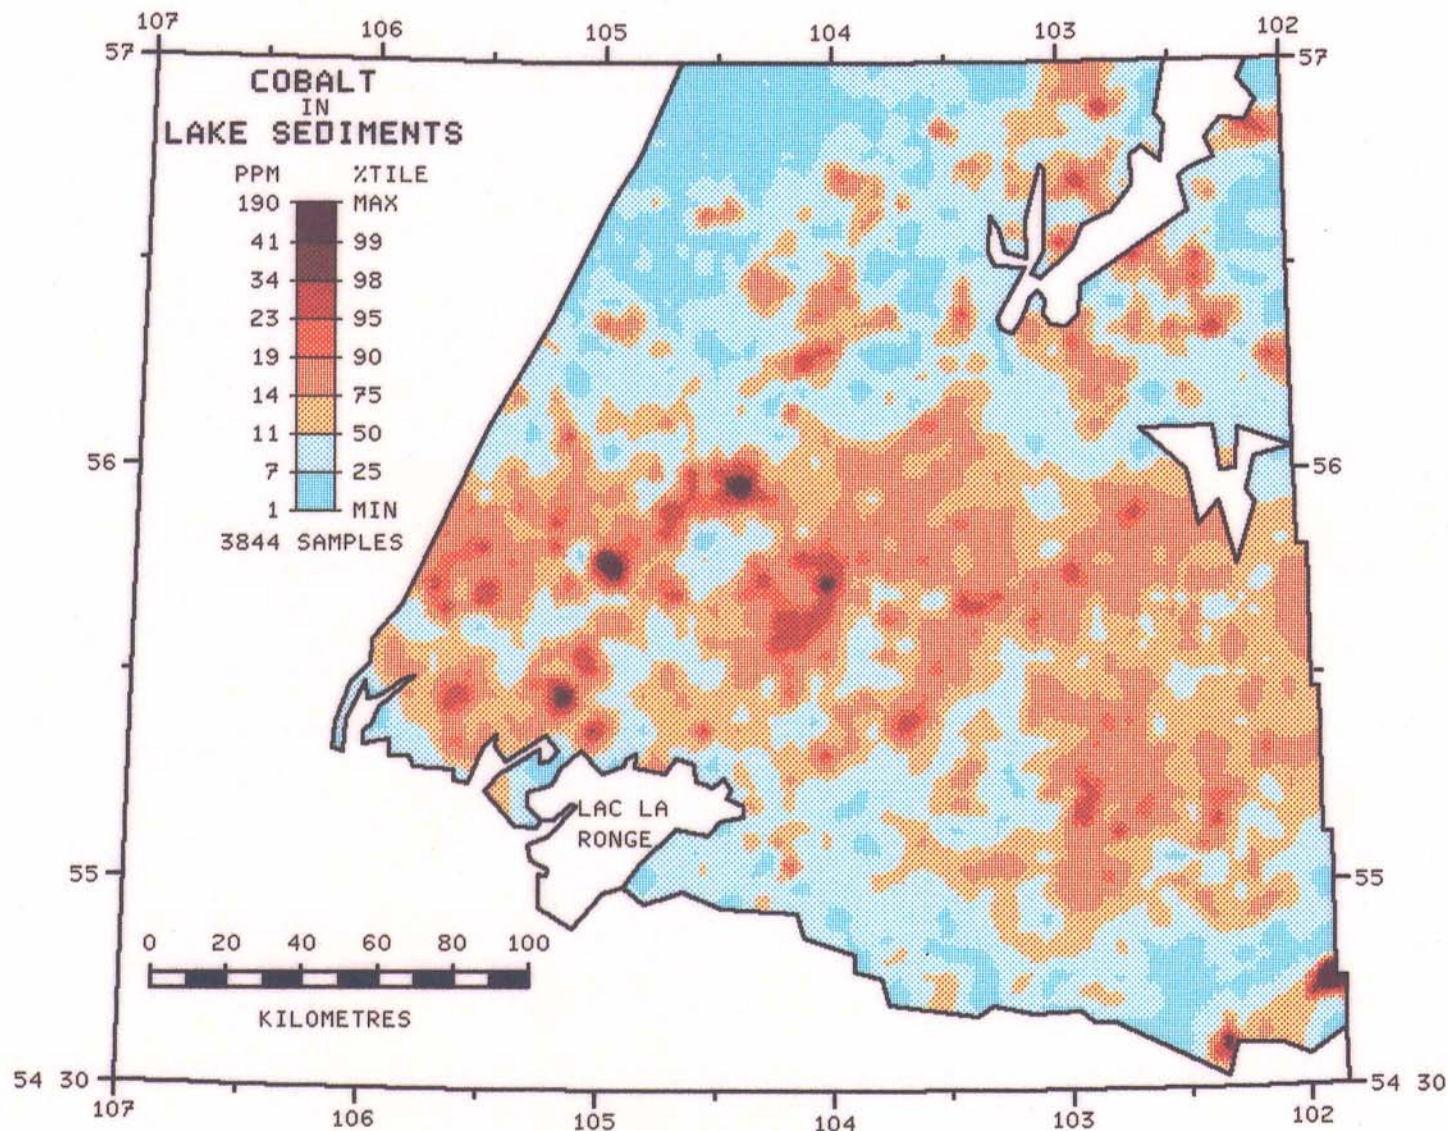 107 106 105 104 103 102
57 57
COBALT
IN
LAKE SEDIMENTS
PPM %TILE
190 MAX
41 99
34 98
23 95
19 90
14 75
11 50
7 25
1 MIN
3844 SAMPLES
56 56
LAC LA
RONGE
55 55
0 20 40 60 80 100
KILOMETRES
54 30 54 30
107 106 105 104 103 102